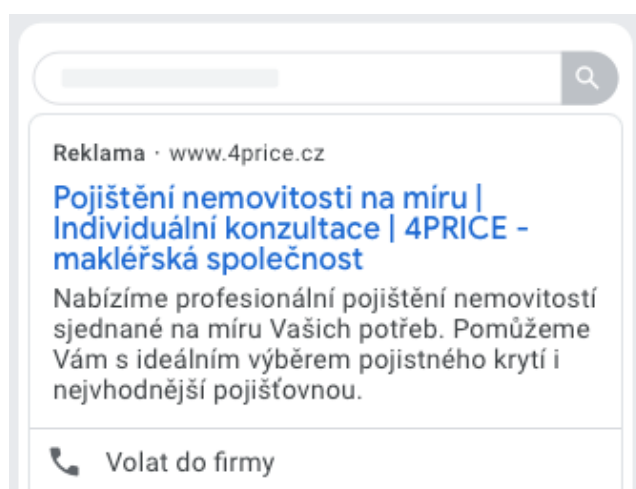 Reklama · www.4price.cz
Pojištění nemovitosti na míru |
Individuální konzultace | 4PRICE -
makléřská společnost
Nabízíme profesionální pojištění nemovitostí
sjednané na míru Vašich potřeb. Pomůžeme
Vám s ideálním výběrem pojistného krytí i
nejvhodnější pojišťovnou.
Volat do firmy